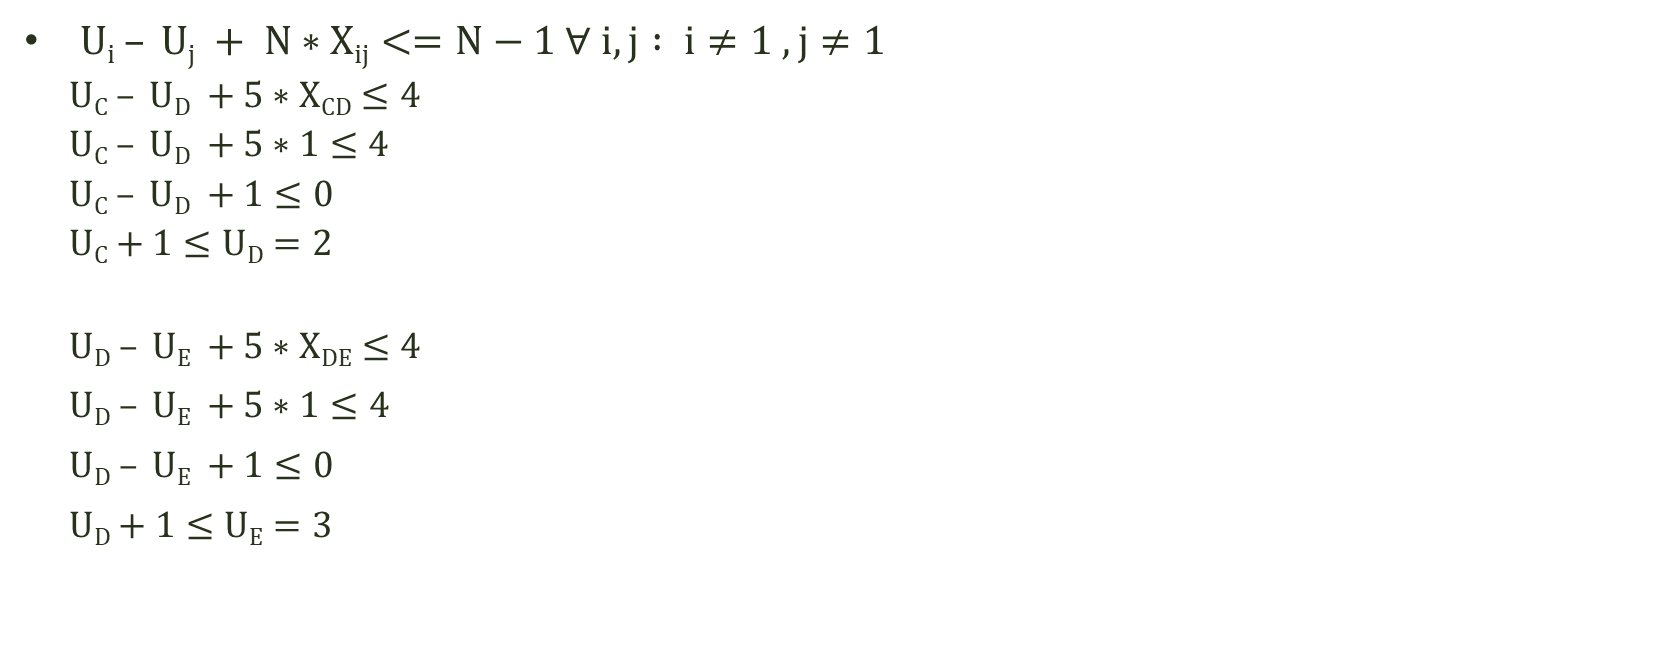 • Uᵢ – Uⱼ + N ∗ Xᵢⱼ <= N − 1 ∀ i, j : i ≠ 1 , j ≠ 1
U_C – U_D + 5 ∗ X_CD ≤ 4
U_C – U_D + 5 ∗ 1 ≤ 4
U_C – U_D + 1 ≤ 0
U_C + 1 ≤ U_D = 2
U_D – U_E + 5 ∗ X_DE ≤ 4
U_D – U_E + 5 ∗ 1 ≤ 4
U_D – U_E + 1 ≤ 0
U_D + 1 ≤ U_E = 3